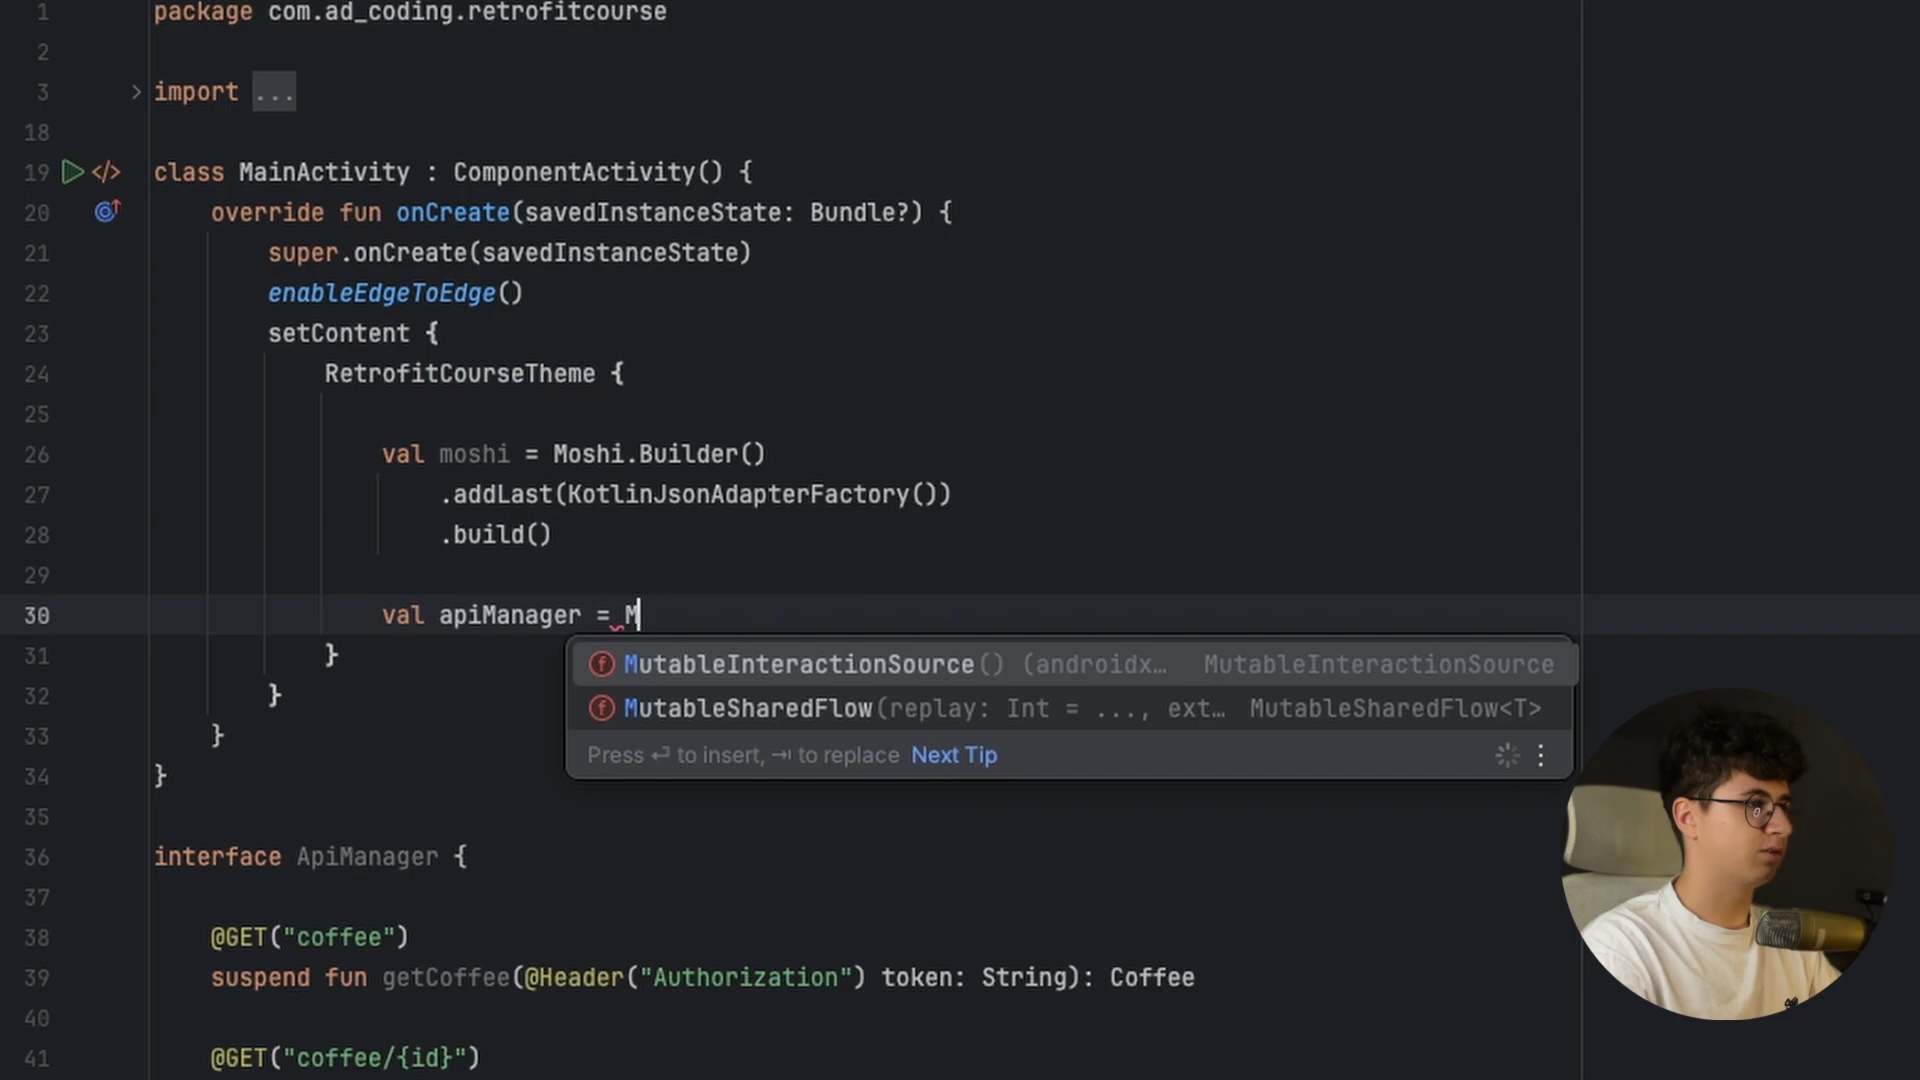 1 package com.ad_coding.retrofitcourse
2
3 import ...
18
19 class MainActivity : ComponentActivity() {
20 override fun onCreate(savedInstanceState: Bundle?) {
21 super.onCreate(savedInstanceState)
22 enableEdgeToEdge()
23 setContent {
24 RetrofitCourseTheme {
25
26 val moshi = Moshi.Builder()
27 .addLast(KotlinJsonAdapterFactory())
28 .build()
29
30 val apiManager = M
31 }
MutableInteractionSource() (androidx… MutableInteractionSource
32 }
MutableSharedFlow(replay: Int = ..., ext… MutableSharedFlow<T>
33 }
Press ⏎ to insert, ⇥ to replace Next Tip
34 }
35
36 interface ApiManager {
37
38 @GET("coffee")
39 suspend fun getCoffee(@Header("Authorization") token: String): Coffee
40
41 @GET("coffee/{id}")